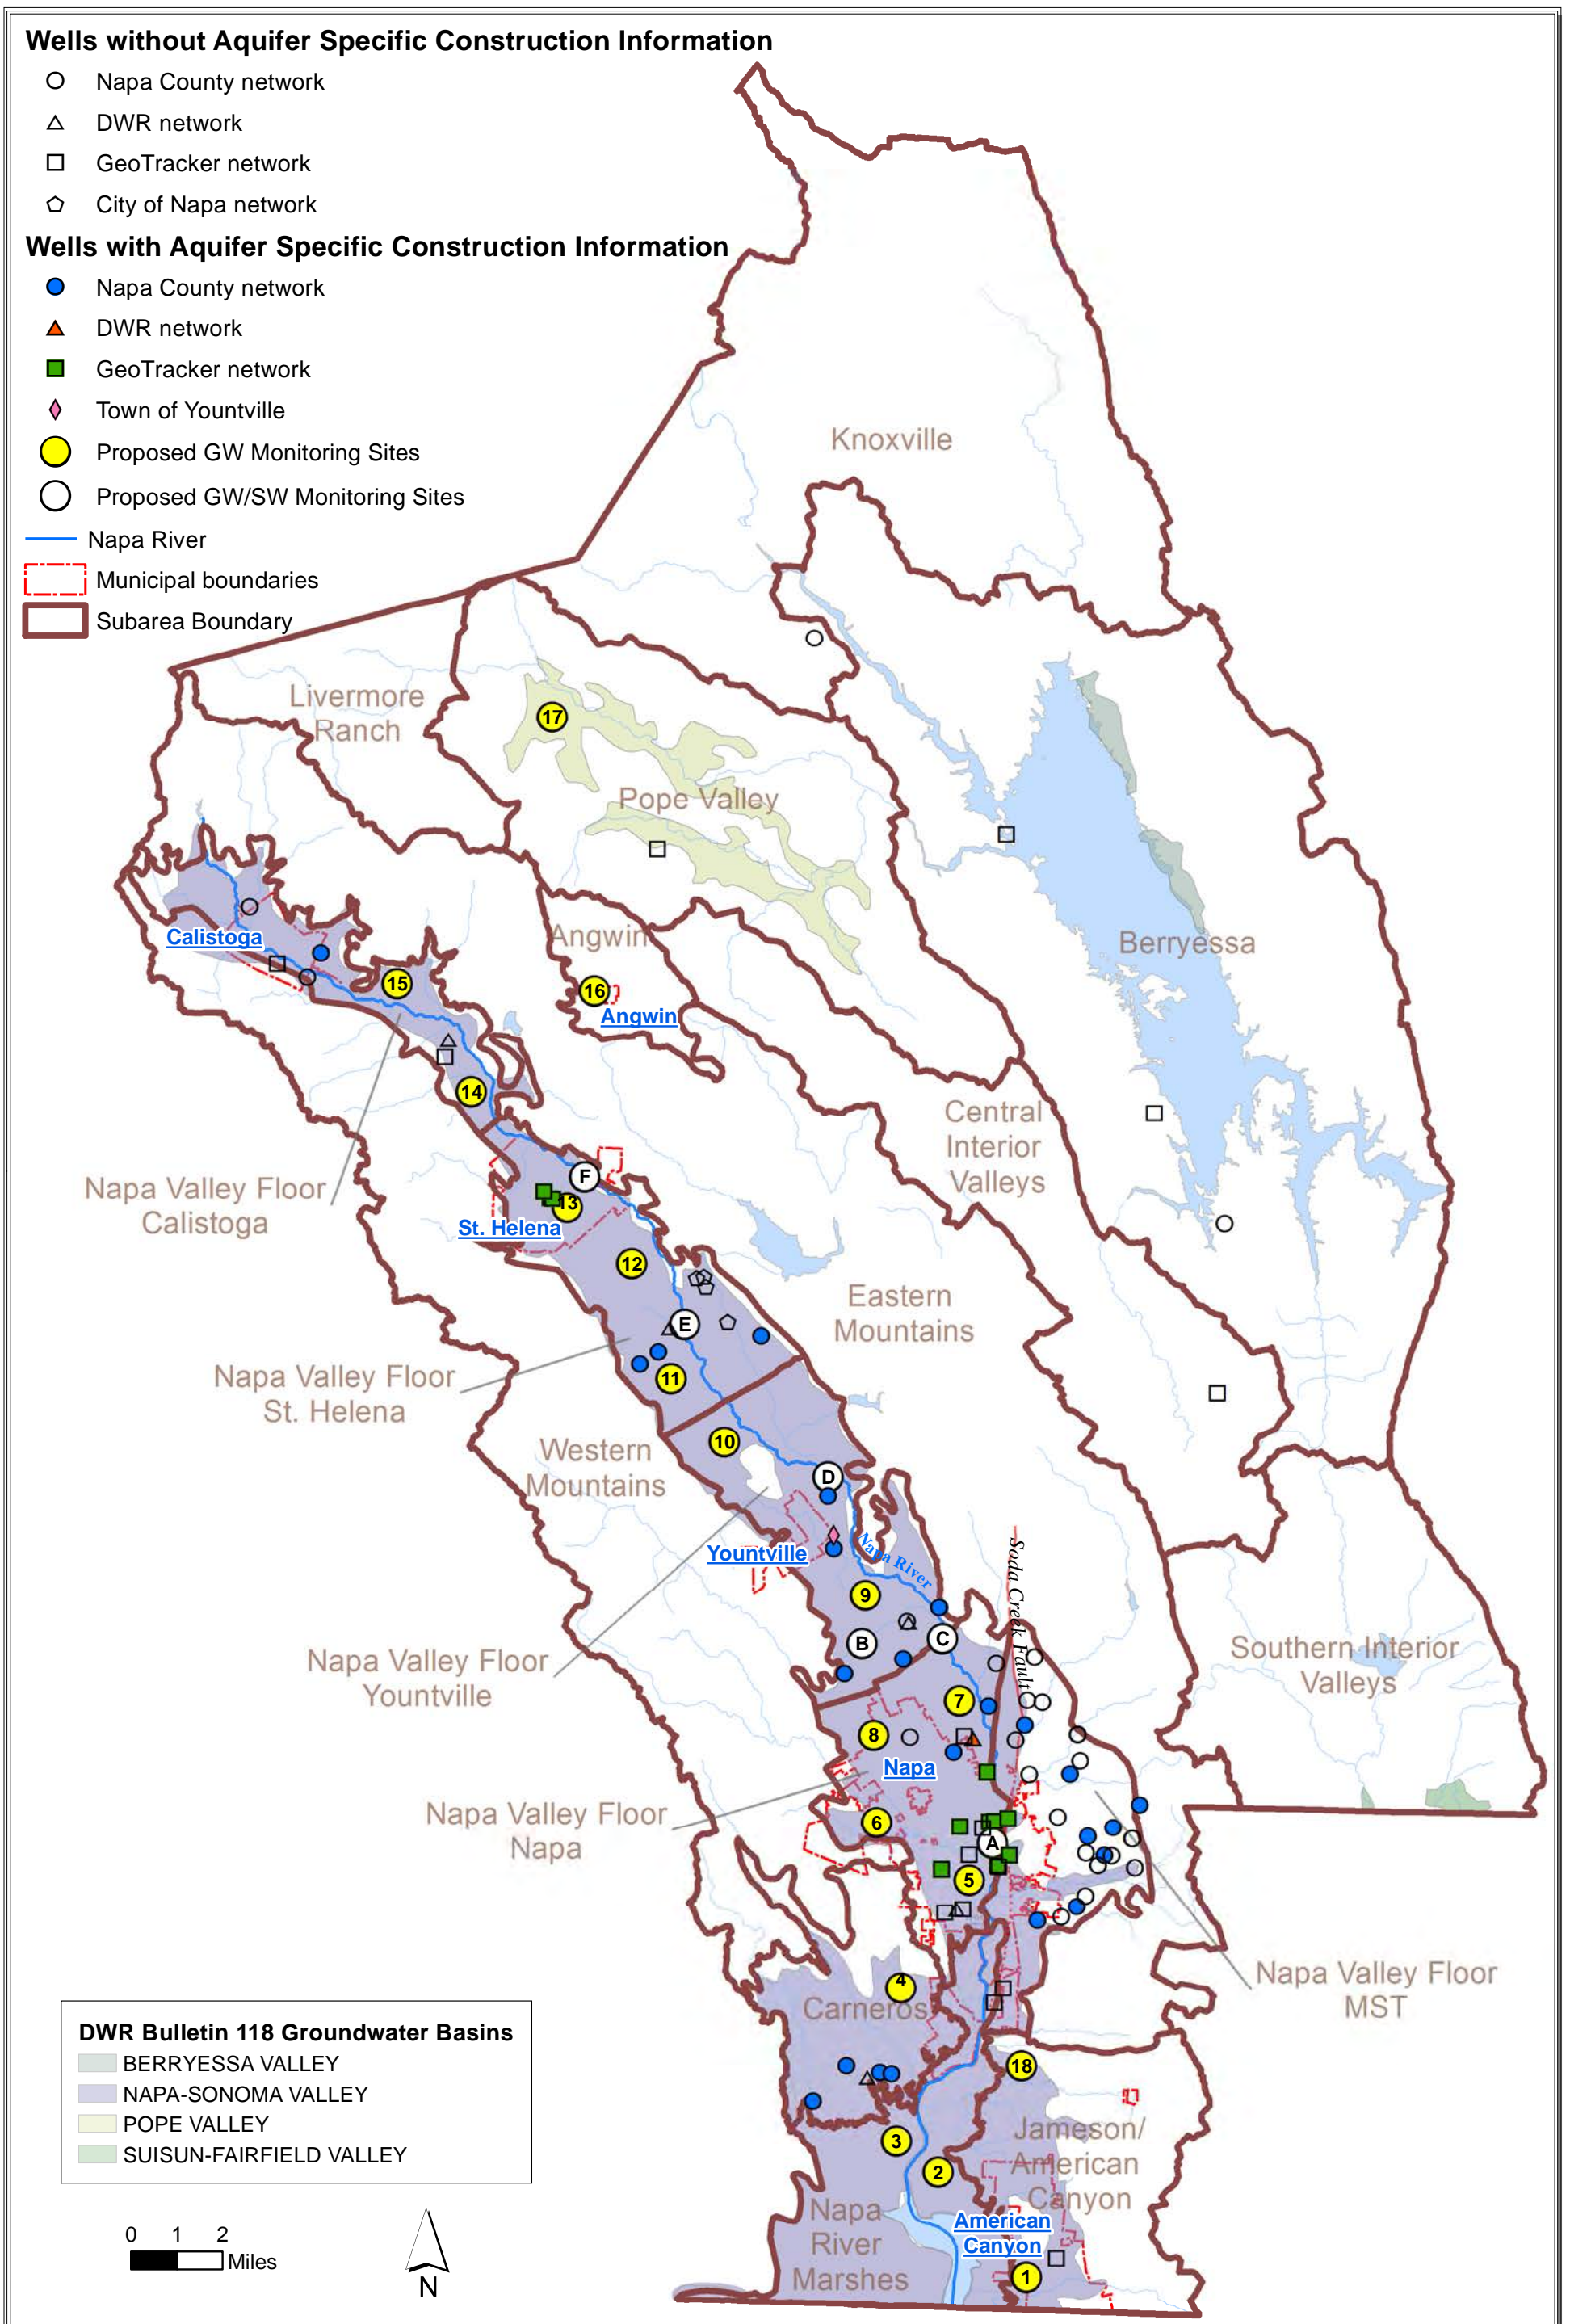 Wells without Aquifer Specific Construction Information
Napa County network
DWR network
GeoTracker network
City of Napa network
Wells with Aquifer Specific Construction Information
Napa County network
DWR network
GeoTracker network
Town of Yountville
Proposed GW Monitoring Sites
Proposed GW/SW Monitoring Sites
Napa River
Municipal boundaries
Subarea Boundary
Knoxville
Livermore
Ranch
17
Pope Valley
Berryessa
Calistoga
Angwin
15
16
Angwin
14
Central
Interior
Valleys
Napa Valley Floor
Calistoga
F
13
St. Helena
12
Eastern
Mountains
E
11
Napa Valley Floor
St. Helena
10
Western
Mountains
D
Yountville
Napa River
Soda Creek Fault
9
B
C
Napa Valley Floor
Yountville
Southern Interior
Valleys
7
8
Napa
Napa Valley Floor
Napa
6
A
5
Napa Valley Floor
MST
4
Carneros
18
3
2
Jameson/
American
Canyon
Napa
River
Marshes
American
Canyon
1
DWR Bulletin 118 Groundwater Basins
BERRYESSA VALLEY
NAPA-SONOMA VALLEY
POPE VALLEY
SUISUN-FAIRFIELD VALLEY
0 1 2
Miles
N